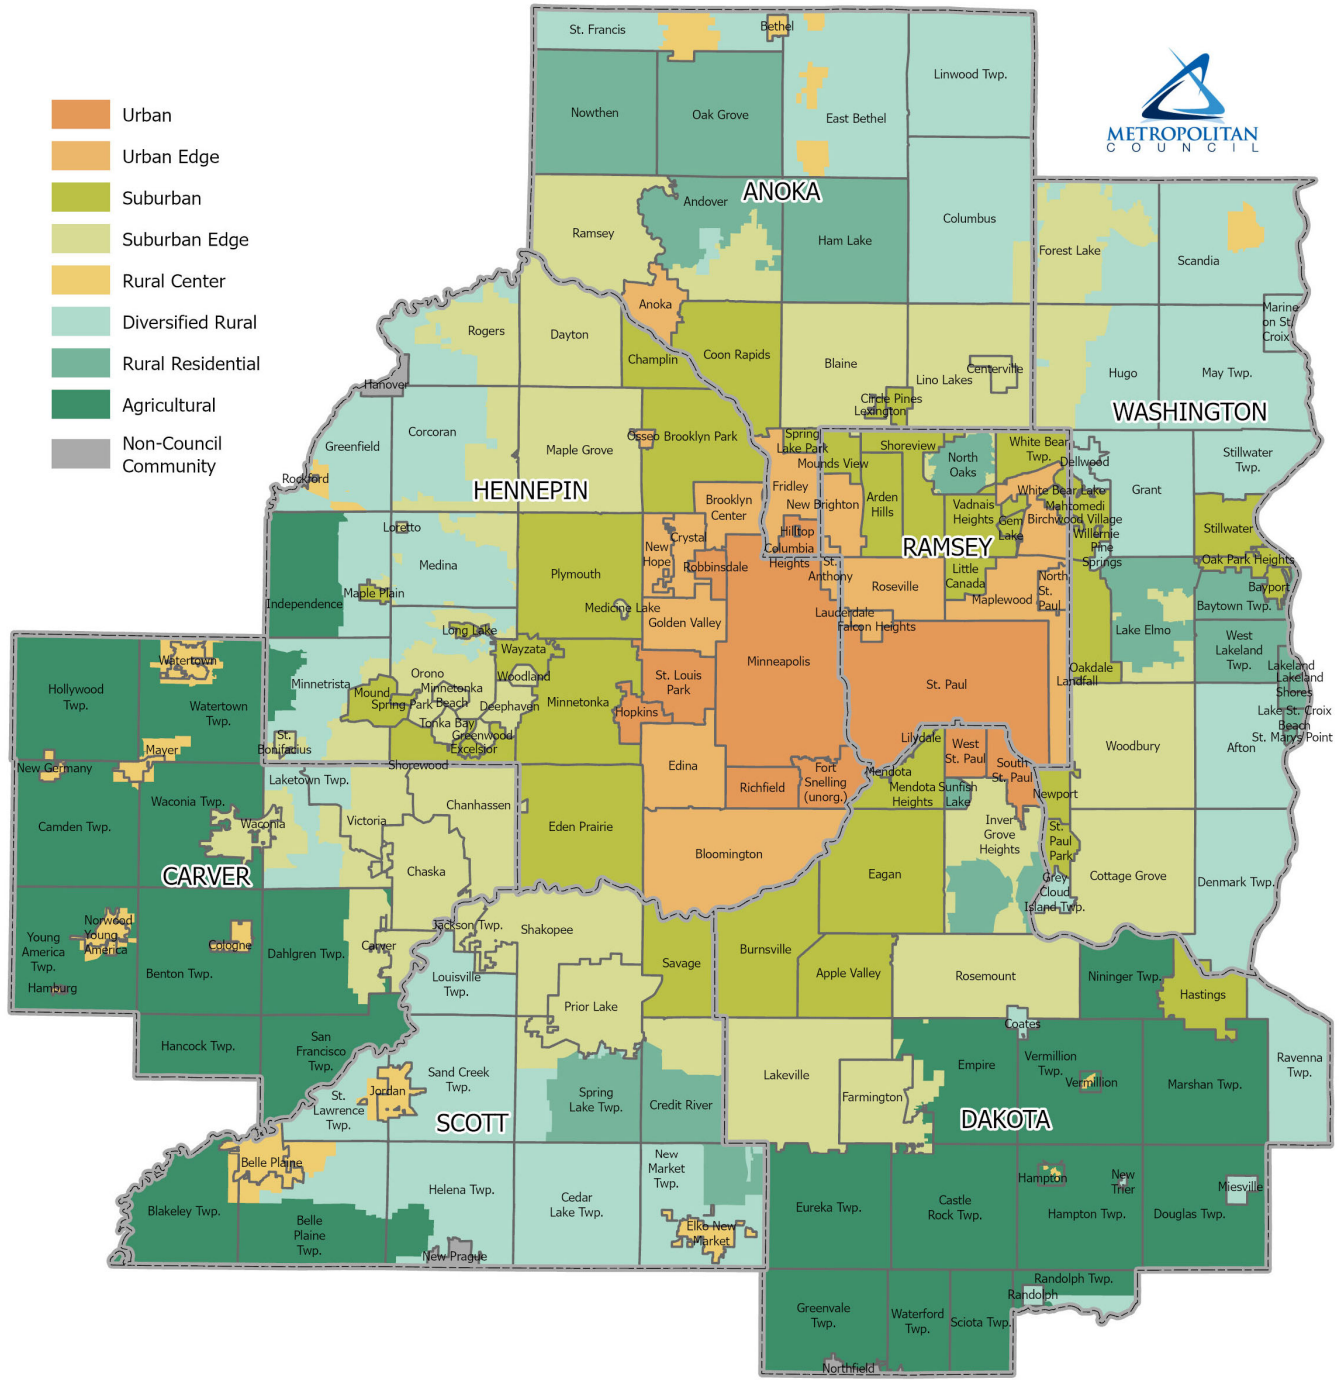 METROPOLITAN
COUNCIL
Urban
Urban Edge
Suburban
Suburban Edge
Rural Center
Diversified Rural
Rural Residential
Agricultural
Non-Council
Community
ANOKA
St. Francis
Bethel
Linwood Twp.
Nowthen
Oak Grove
East Bethel
Andover
Ramsey
Ham Lake
Columbus
Anoka
Coon Rapids
Blaine
Lino Lakes
Centerville
Circle Pines
Lexington
Spring
Lake Park
Fridley
Hilltop
Columbia
Heights
WASHINGTON
Forest Lake
Scandia
Marine
on St.
Croix
Hugo
May Twp.
Stillwater
Twp.
Dellwood
Grant
Mahtomedi
Birchwood Village
Willernie
Pine
Springs
Stillwater
Oak Park Heights
Bayport
Baytown Twp.
Lake Elmo
West
Lakeland
Twp.
Lakeland
Lakeland
Shores
Lake St. Croix
Beach
St. Mary's Point
Oakdale
Landfall
Woodbury
Afton
Newport
St.
Paul
Park
Grey
Cloud
Island Twp.
Cottage Grove
Denmark Twp.
HENNEPIN
Rogers
Dayton
Champlin
Hanover
Greenfield
Corcoran
Maple Grove
Osseo
Brooklyn Park
Rockford
Brooklyn
Center
Loretto
Medina
Independence
Maple Plain
Plymouth
New
Hope
Crystal
Robbinsdale
Medicine Lake
Golden Valley
Minneapolis
St.
Anthony
Long Lake
Wayzata
Woodland
Orono
Minnetonka
Beach
Minnetrista
Mound
Spring Park
Deephaven
Tonka Bay
Greenwood
Excelsior
Shorewood
St.
Bonifacius
Minnetonka
Hopkins
St. Louis
Park
Edina
Richfield
Fort
Snelling
(unorg.)
Eden Prairie
Bloomington
RAMSEY
Shoreview
North
Oaks
White Bear
Twp.
White Bear Lake
Mounds View
New Brighton
Arden
Hills
Vadnais
Heights
Gem
Lake
Little
Canada
Roseville
Maplewood
North
St.
Paul
Lauderdale
Falcon Heights
St. Paul
CARVER
Hollywood
Twp.
Watertown
Watertown
Twp.
Mayer
New Germany
Camden Twp.
Waconia Twp.
Waconia
Laketown Twp.
Victoria
Chanhassen
Chaska
Norwood
Young
America
Young
America
Twp.
Hamburg
Cologne
Benton Twp.
Dahlgren Twp.
Carver
Hancock Twp.
San
Francisco
Twp.
SCOTT
Jackson Twp.
Shakopee
Louisville
Twp.
Savage
Prior Lake
Sand Creek
Twp.
Jordan
St.
Lawrence
Twp.
Spring
Lake Twp.
Credit River
Belle Plaine
Blakeley Twp.
Belle
Plaine
Twp.
Helena Twp.
Cedar
Lake Twp.
New
Market
Twp.
Elko New
Market
New Prague
DAKOTA
Lilydale
Mendota
Mendota
Heights
West
St. Paul
South
St. Paul
Sunfish
Lake
Inver
Grove
Heights
Eagan
Burnsville
Apple Valley
Rosemount
Nininger Twp.
Hastings
Coates
Lakeville
Farmington
Empire
Vermillion
Twp.
Vermillion
Marshan Twp.
Ravenna
Twp.
Eureka Twp.
Castle
Rock Twp.
Hampton
New
Trier
Hampton Twp.
Douglas Twp.
Miesville
Randolph Twp.
Randolph
Greenvale
Twp.
Waterford
Twp.
Sciota Twp.
Northfield